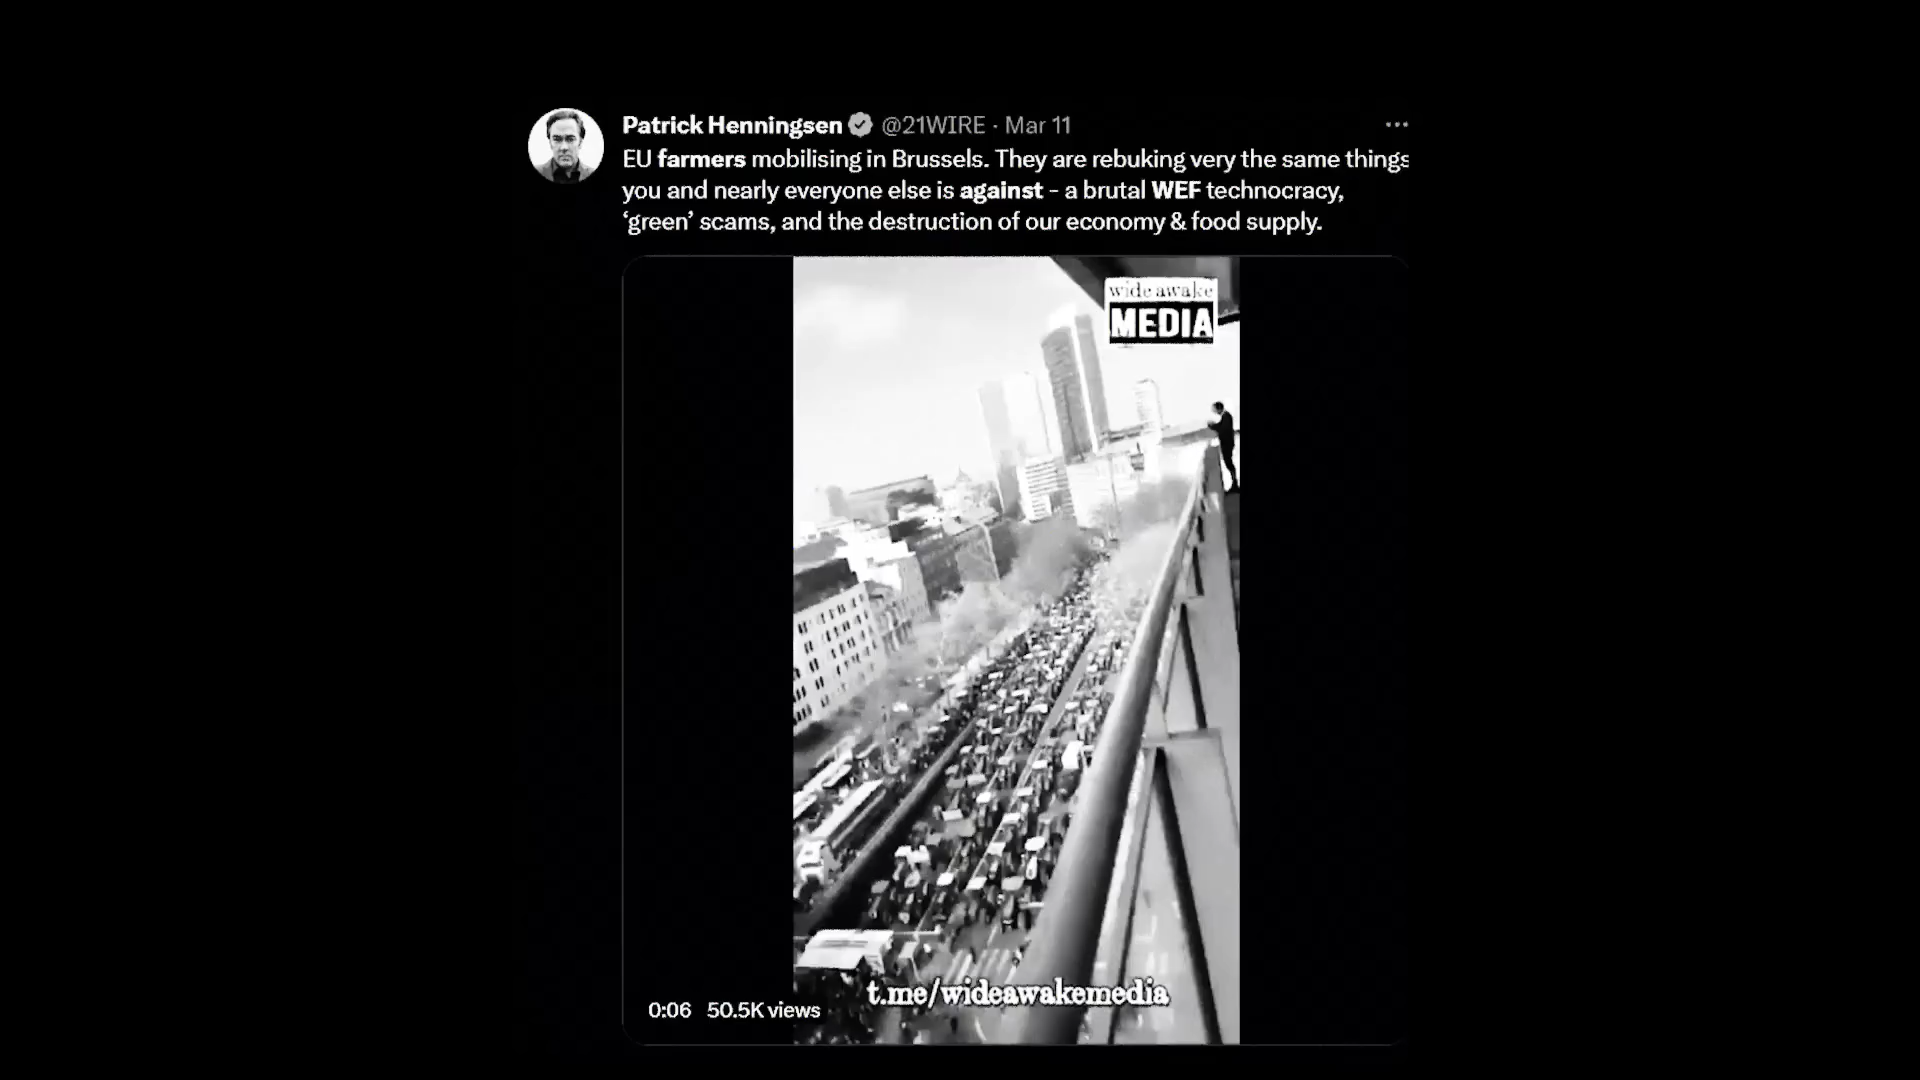 Patrick Henningsen @21WIRE · Mar 11
EU farmers mobilising in Brussels. They are rebuking very the same things
you and nearly everyone else is against - a brutal WEF technocracy,
‘green’ scams, and the destruction of our economy & food supply.
wide awake
MEDIA
t.me/wideawakemedia
0:06 50.5K views